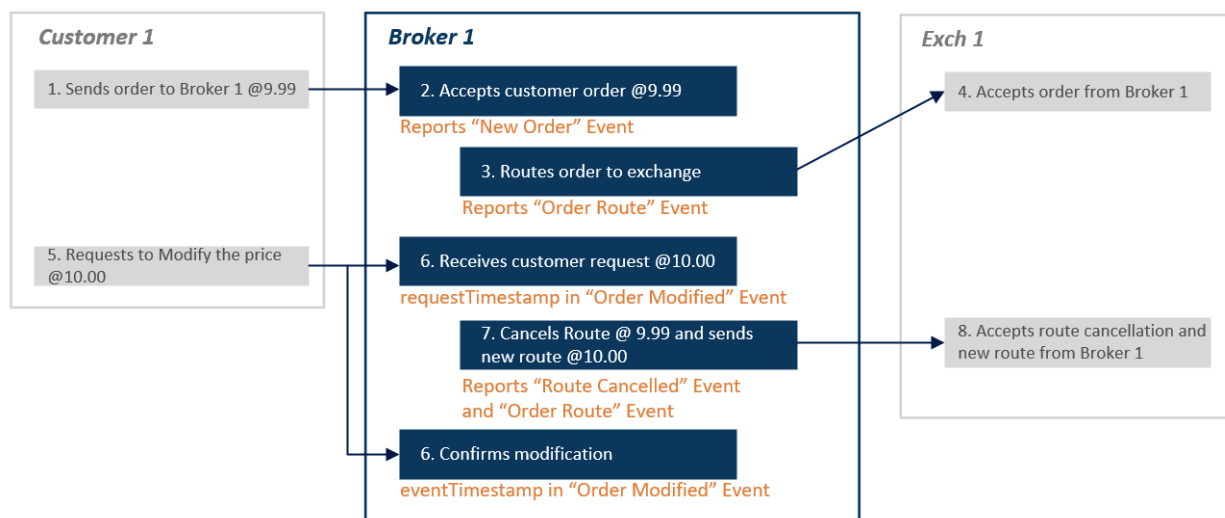 Customer 1
1. Sends order to Broker 1 @9.99
5. Requests to Modify the price
@10.00
Broker 1
2. Accepts customer order @9.99
Reports “New Order” Event
3. Routes order to exchange
Reports “Order Route” Event
6. Receives customer request @10.00
requestTimestamp in “Order Modified” Event
7. Cancels Route @ 9.99 and sends
new route @10.00
Reports “Route Cancelled” Event
and “Order Route” Event
6. Confirms modification
eventTimestamp in “Order Modified” Event
Exch 1
4. Accepts order from Broker 1
8. Accepts route cancellation and
new route from Broker 1